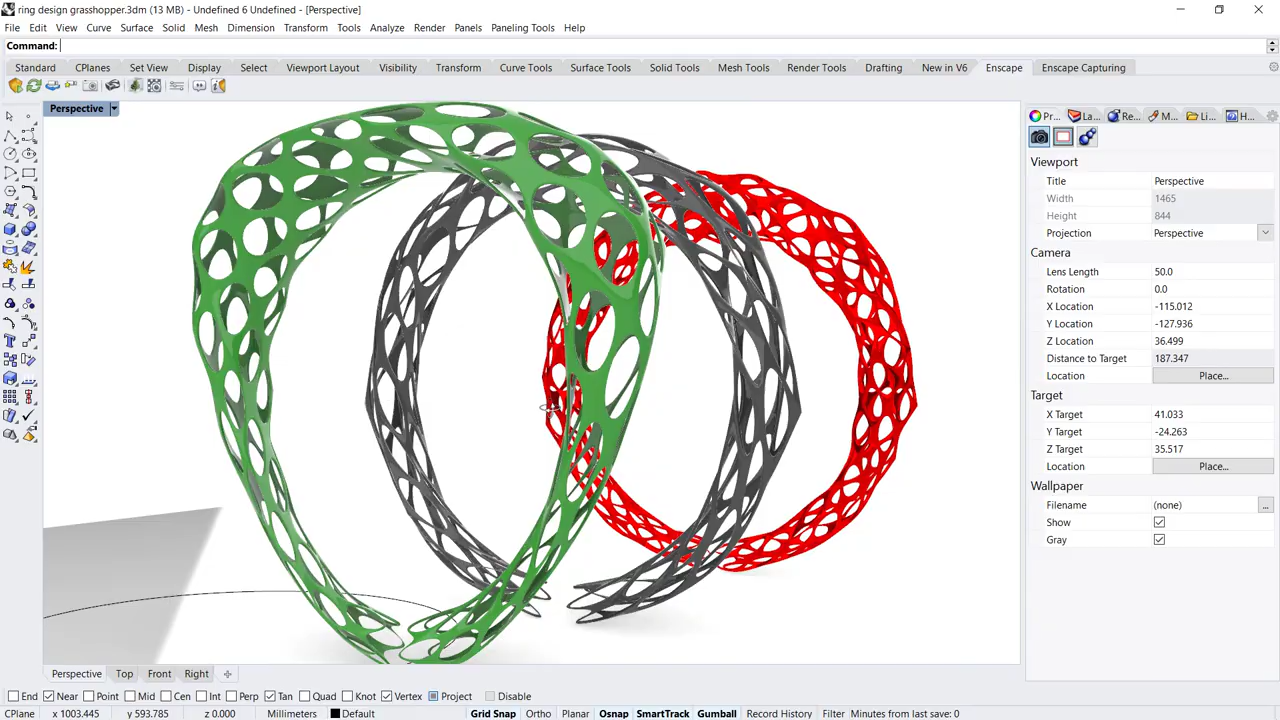 ring design grasshopper.3dm (13 MB) - Undefined 6 Undefined - [Perspective]
File Edit View Curve Surface Solid Mesh Dimension Transform Tools Analyze Render Panels Paneling Tools Help
Command:
Standard CPlanes Set View Display Select Viewport Layout Visibility Transform Curve Tools Surface Tools Solid Tools Mesh Tools Render Tools Drafting New in V6 Enscape Enscape Capturing
Perspective
Pr... La... Re... M... Li... H...
Viewport
Title Perspective
Width 1465
Height 844
Projection Perspective
Camera
Lens Length 50.0
Rotation 0.0
X Location -115.012
Y Location -127.936
Z Location 36.499
Distance to Target 187.347
Location Place...
Target
X Target 41.033
Y Target -24.263
Z Target 35.517
Location Place...
Wallpaper
Filename (none) ...
Show
Gray
Perspective Top Front Right
End Near Point Mid Cen Int Perp Tan Quad Knot Vertex Project Disable
CPlane x 1003.445 y 593.785 z 0.000 Millimeters Default Grid Snap Ortho Planar Osnap SmartTrack Gumball Record History Filter Minutes from last save: 0